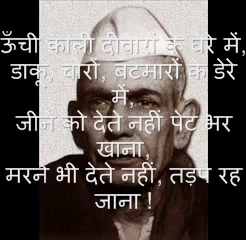 ऊँची काली दीवारों के घेरे में,
डाकू, चोरों, बटमारों के डेरे
में,
जीने को देते नहीं पेट भर
खाना,
मरने भी देते नहीं, तड़प रह
जाना !